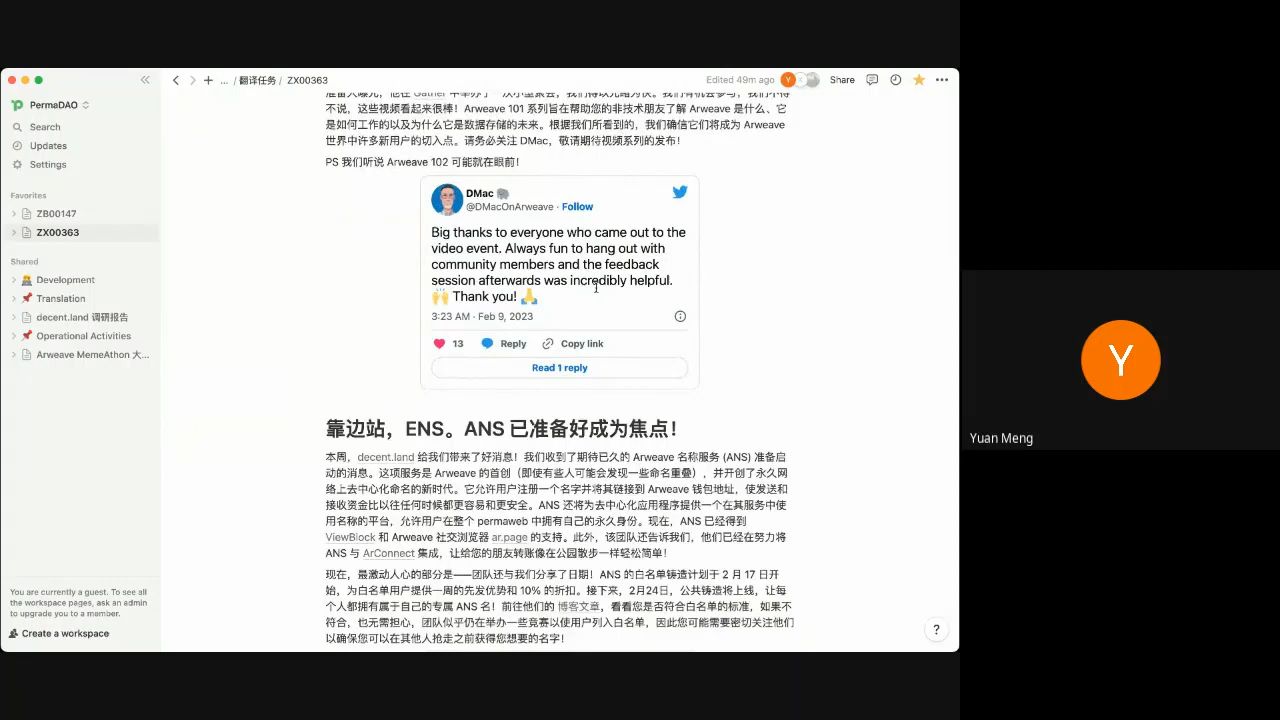 PermaDAO
Search
Updates
Settings
Favorites
ZB00147
ZX00363
Shared
Development
Translation
decent.land 调研报告
Operational Activities
Arweave MemeAthon 大...
You are currently a guest. To see all
the workspace pages, ask an admin
to upgrade you to a member.
Create a workspace
... / 翻译任务 / ZX00363
Edited 49m ago
Y
Share
不说，这些视频看起来很棒！Arweave 101 系列旨在帮助您的非技术朋友了解 Arweave 是什么、它
是如何工作的以及为什么它是数据存储的未来。根据我们所看到的，我们确信它们将成为 Arweave
世界中许多新用户的切入点。请务必关注 DMac，敬请期待视频系列的发布！
PS 我们听说 Arweave 102 可能就在眼前！
DMac
@DMacOnArweave · Follow
Big thanks to everyone who came out to the
video event. Always fun to hang out with
community members and the feedback
session afterwards was incredibly helpful.
🙌 Thank you! 🙏
3:23 AM · Feb 9, 2023
13 Reply Copy link
Read 1 reply
靠边站，ENS。ANS 已准备好成为焦点！
本周，decent.land 给我们带来了好消息！我们收到了期待已久的 Arweave 名称服务 (ANS) 准备启
动的消息。这项服务是 Arweave 的首创（即使有些人可能会发现一些命名重叠），并开创了永久网
络上去中心化命名的新时代。它允许用户注册一个名字并将其链接到 Arweave 钱包地址，使发送和
接收资金比以往任何时候都更容易和更安全。ANS 还将为去中心化应用程序提供一个在其服务中使
用名称的平台，允许用户在整个 permaweb 中拥有自己的永久身份。现在，ANS 已经得到
ViewBlock 和 Arweave 社交浏览器 ar.page 的支持。此外，该团队还告诉我们，他们已经在努力将
ANS 与 ArConnect 集成，让给您的朋友转账像在公园散步一样轻松简单！
现在，最激动人心的部分是——团队还与我们分享了日期！ANS 的白名单铸造计划于 2 月 17 日开
始，为白名单用户提供一周的先发优势和 10% 的折扣。接下来，2月24日，公共铸造将上线，让每
个人都拥有属于自己的专属 ANS 名！前往他们的 博客文章，看看您是否符合白名单的标准，如果不
符合，也无需担心，团队似乎仍在举办一些竞赛以使用户列入白名单，因此您可能需要密切关注他们
以确保您可以在其他人抢走之前获得您想要的名字！
?
Y
Yuan Meng